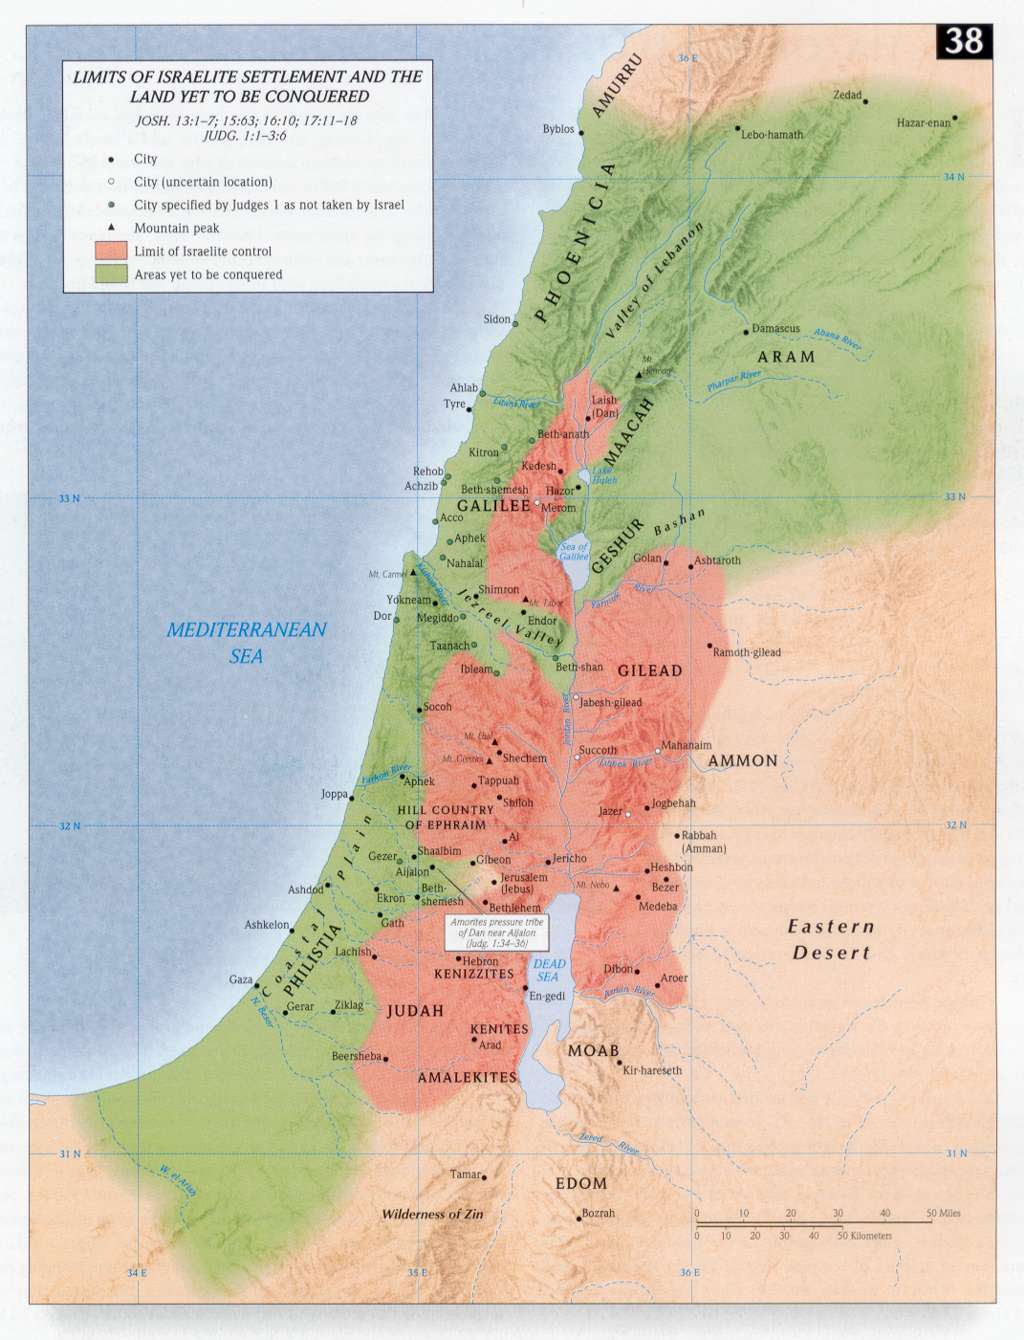 38
LIMITS OF ISRAELITE SETTLEMENT AND THE
LAND YET TO BE CONQUERED
JOSH. 13:1–7; 15:63; 16:10; 17:11–18
JUDG. 1:1–3:6
City
City (uncertain location)
City specified by Judges 1 as not taken by Israel
Mountain peak
Limit of Israelite control
Areas yet to be conquered
36 E
AMURRU
Zedad
Hazar-enan
Byblos
Lebo-hamath
34 N
PHOENICIA
Valley of Lebanon
Sidon
Damascus
Abana River
ARAM
Mt. Hermon
Pharpar River
Ahlab
Litani River
Tyre
Laish
(Dan)
MAACAH
Beth-anath
Kitron
Kedesh
Rehob
Achzib
Beth-shemesh
Hazor
Lake
Huleh
33 N
33 N
GALILEE
Merom
Acco
Bashan
GESHUR
Aphek
Sea of
Galilee
Nahalal
Golan
Ashtaroth
Mt. Carmel
Kishon River
Shimron
Mt. Tabor
Yarmuk River
Yokneam
Jezreel Valley
Dor
Megiddo
Endor
MEDITERRANEAN
SEA
Taanach
Ibleam
Beth-shan
Ramoth-gilead
GILEAD
Jabesh-gilead
Jordan River
Socoh
Mt. Ebal
Mt. Gerizim
Shechem
Succoth
Mahanaim
Jabbok River
AMMON
Yarkon River
Aphek
Tappuah
Joppa
Shiloh
Jogbehah
Jazer
HILL COUNTRY
OF EPHRAIM
32 N
32 N
Ai
Rabbah
(Amman)
Gezer
Shaalbim
Gibeon
Jericho
Aijalon
Heshbon
Jerusalem
(Jebus)
Mt. Nebo
Bezer
Ashdod
Ekron
Beth-
shemesh
Bethlehem
Medeba
Gath
Amorites pressure tribe
of Dan near Aijalon
(Judg. 1:34–36)
Ashkelon
Coastal Plain
PHILISTIA
Eastern
Desert
Lachish
Hebron
KENIZZITES
DEAD
SEA
Dibon
Aroer
Arnon River
Gaza
En-gedi
N. Besor
Gerar
Ziklag
JUDAH
KENITES
Arad
MOAB
Beersheba
Kir-hareseth
AMALEKITES
31 N
31 N
Zered River
W. el-Arish
Tamar
EDOM
Wilderness of Zin
Bozrah
0 10 20 30 40 50 Miles
0 10 20 30 40 50 Kilometers
34 E
35 E
36 E